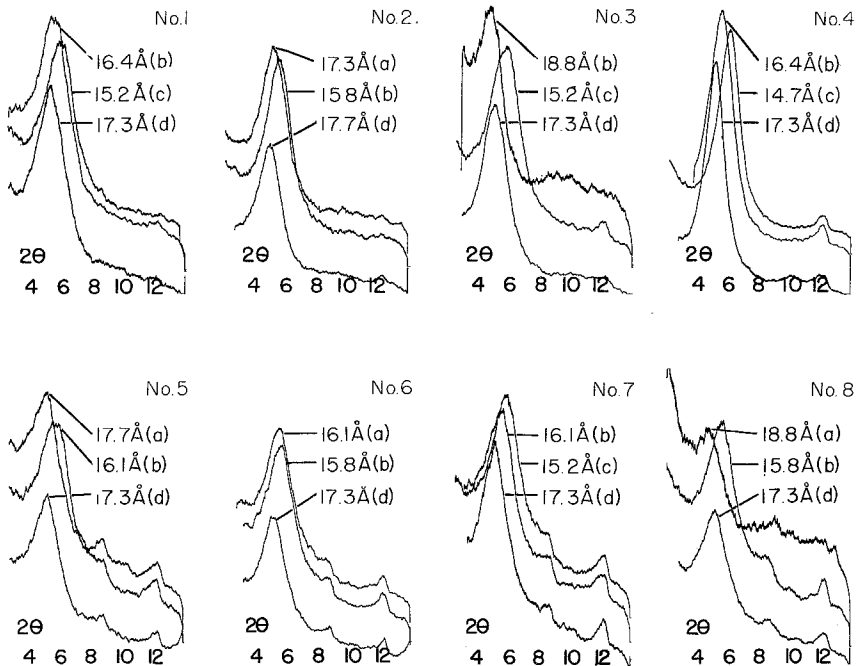 No.1
16.4Å(b)
15.2Å(c)
17.3Å(d)
2θ
4 6 8 10 12
No.2.
17.3Å(a)
15.8Å(b)
17.7Å(d)
2θ
4 6 8 10 12
No.3
18.8Å(b)
15.2Å(c)
17.3Å(d)
2θ
4 6 8 10 12
No.4
16.4Å(b)
14.7Å(c)
17.3Å(d)
2θ
4 6 8 10 12
No.5
17.7Å(a)
16.1Å(b)
17.3Å(d)
2θ
4 6 8 10 12
No.6
16.1Å(a)
15.8Å(b)
17.3Å(d)
2θ
4 6 8 10 12
No.7
16.1Å(b)
15.2Å(c)
17.3Å(d)
2θ
4 6 8 10 12
No.8
18.8Å(a)
15.8Å(b)
17.3Å(d)
2θ
4 6 8 10 12